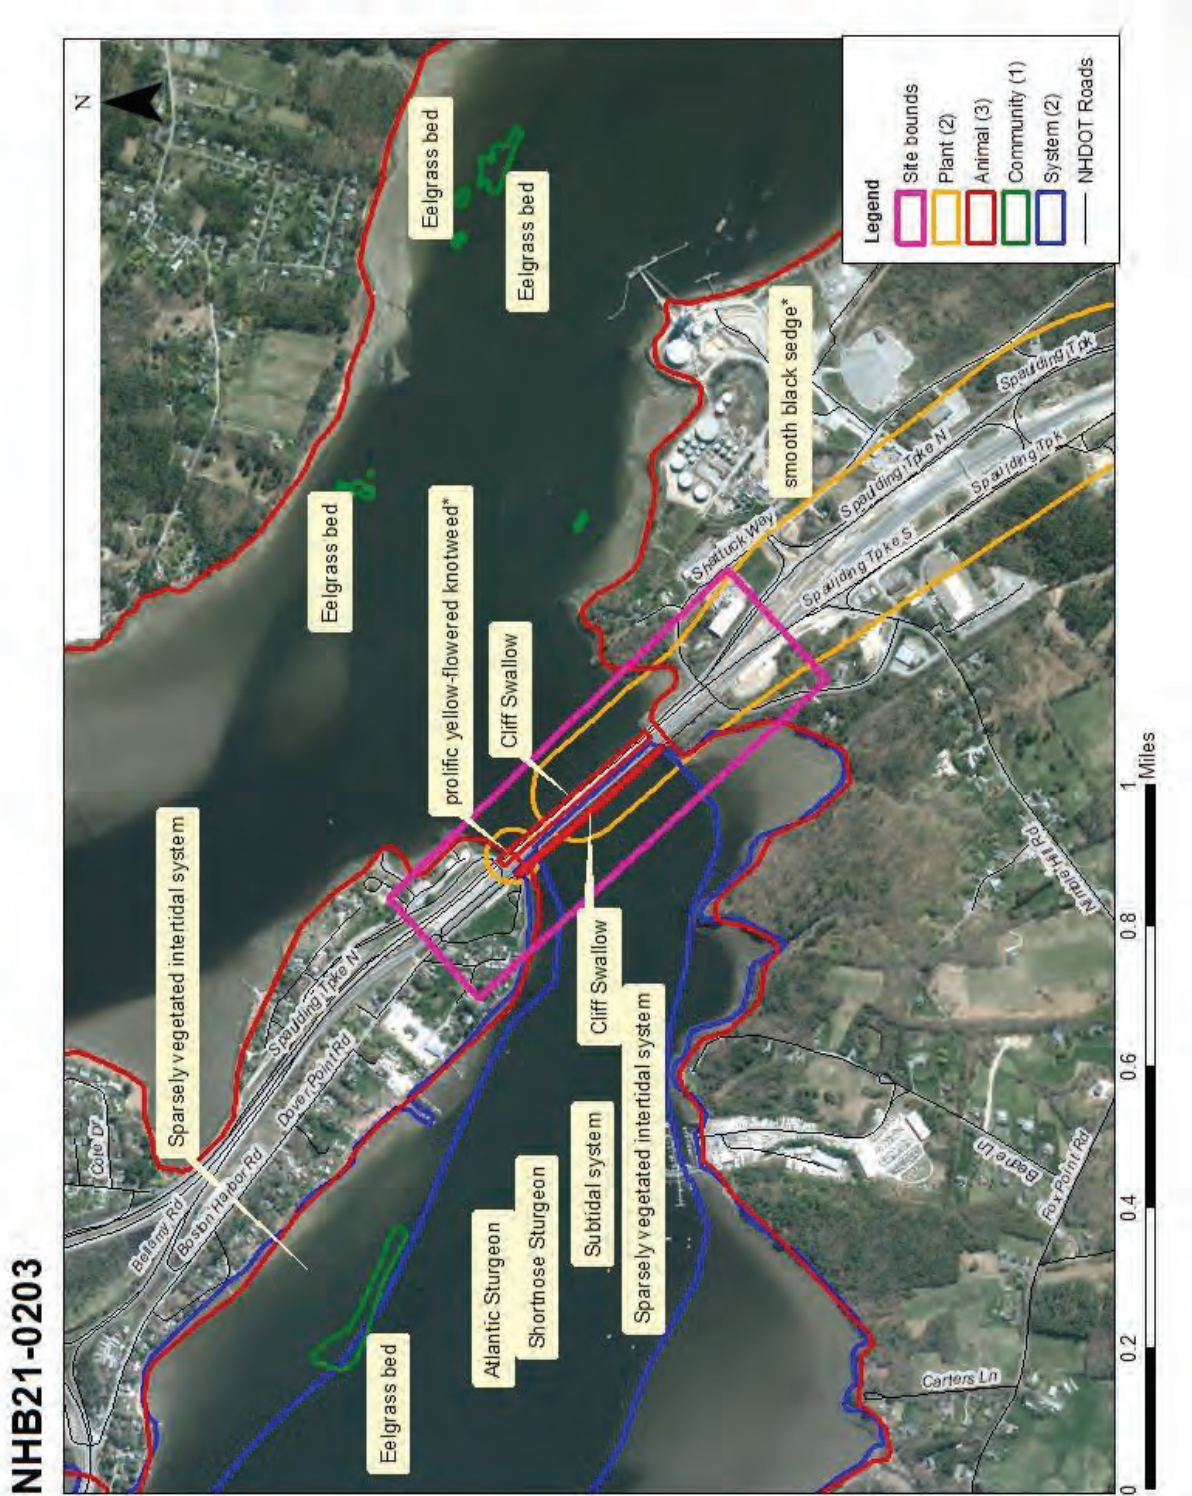 NHB21-0203
N
Sparsely vegetated intertidal system
Eelgrass bed
Eelgrass bed
Eelgrass bed
Eelgrass bed
prolific yellow-flowered knotweed*
Cliff Swallow
Cliff Swallow
Atlantic Sturgeon
Shortnose Sturgeon
Subtidal system
Sparsely vegetated intertidal system
smooth black sedge*
Cole Dr
Bellamy Rd
Boston Harbor Rd
Spaulding Tpke N
Dover Point Rd
Shattuck Way
Spaulding Tpke N
Spaulding Tpke S
Spaulding Tpk
Spaulding Tpk
Nimble Hill Rd
Beane Ln
Fox Point Rd
Carters Ln
Legend
Site bounds
Plant (2)
Animal (3)
Community (1)
System (2)
NHDOT Roads
0 0.2 0.4 0.6 0.8 1
Miles